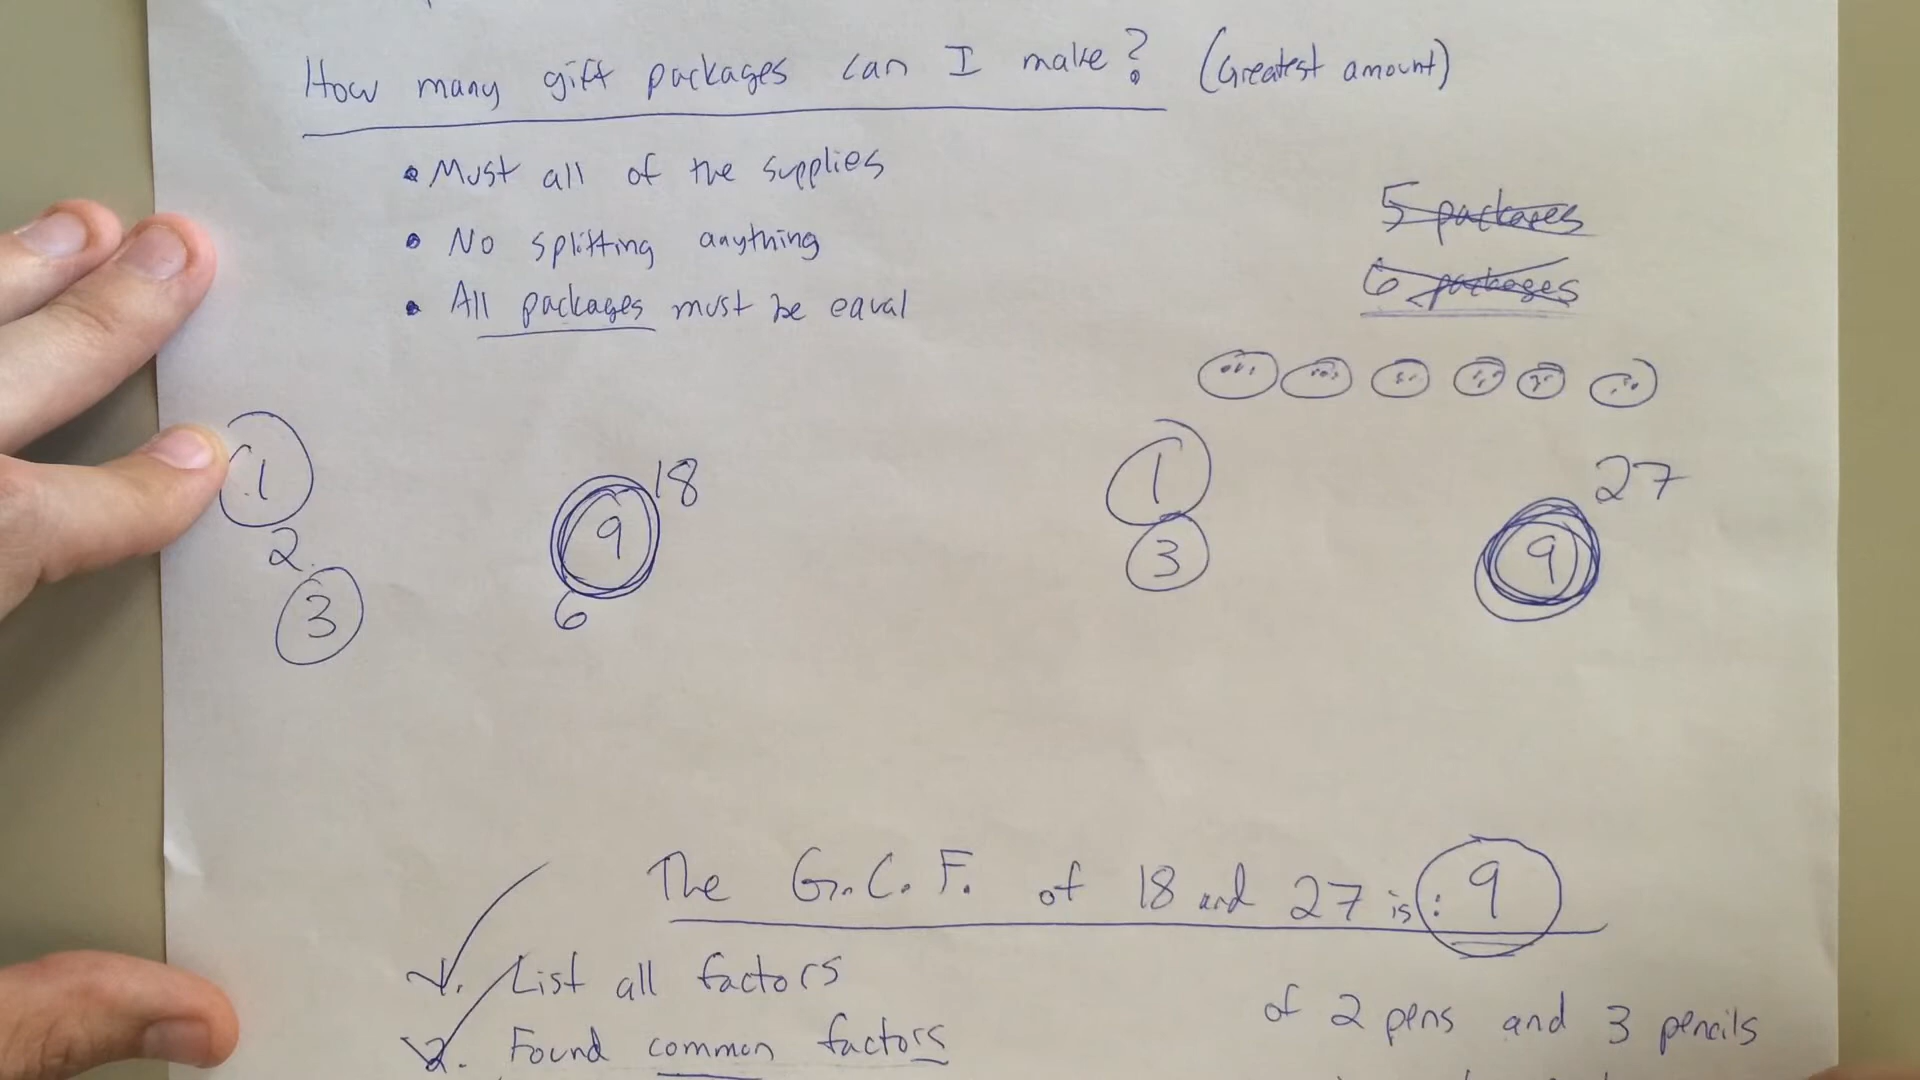 How many gift packages can I make? (Greatest amount)
• Must all of the supplies
• No splitting anything
• All packages must be equal
5 packages
6 packages
1 18
2 9
3 6
1 27
3 9
The G.C.F. of 18 and 27 is: 9
1. List all factors
2. Found common factors
of 2 pens and 3 pencils